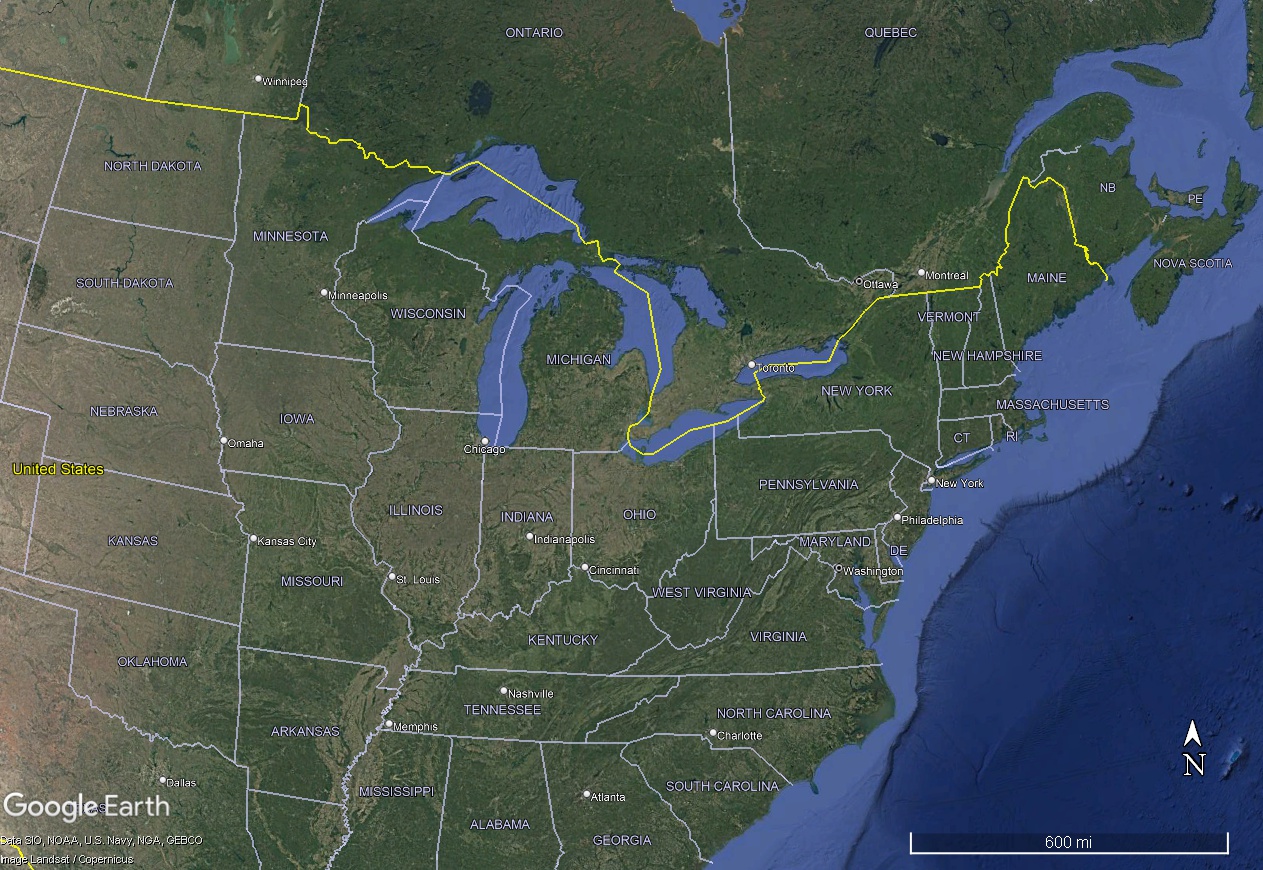 ONTARIO
QUEBEC
Winnipeg
NORTH DAKOTA
NB
PE
MINNESOTA
NOVA SCOTIA
Montreal
MAINE
SOUTH DAKOTA
Ottawa
Minneapolis
WISCONSIN
VERMONT
MICHIGAN
NEW HAMPSHIRE
Toronto
NEW YORK
MASSACHUSETTS
NEBRASKA
IOWA
CT
RI
Omaha
Chicago
United States
PENNSYLVANIA
New York
ILLINOIS
INDIANA
OHIO
Philadelphia
KANSAS
Kansas City
Indianapolis
MARYLAND
DE
Cincinnati
Washington
MISSOURI
St. Louis
WEST VIRGINIA
KENTUCKY
VIRGINIA
OKLAHOMA
Nashville
TENNESSEE
NORTH CAROLINA
Memphis
ARKANSAS
Charlotte
N
Dallas
MISSISSIPPI
Atlanta
SOUTH CAROLINA
Google Earth
ALABAMA
GEORGIA
Data SIO, NOAA, U.S. Navy, NGA, GEBCO
600 mi
Image Landsat / Copernicus